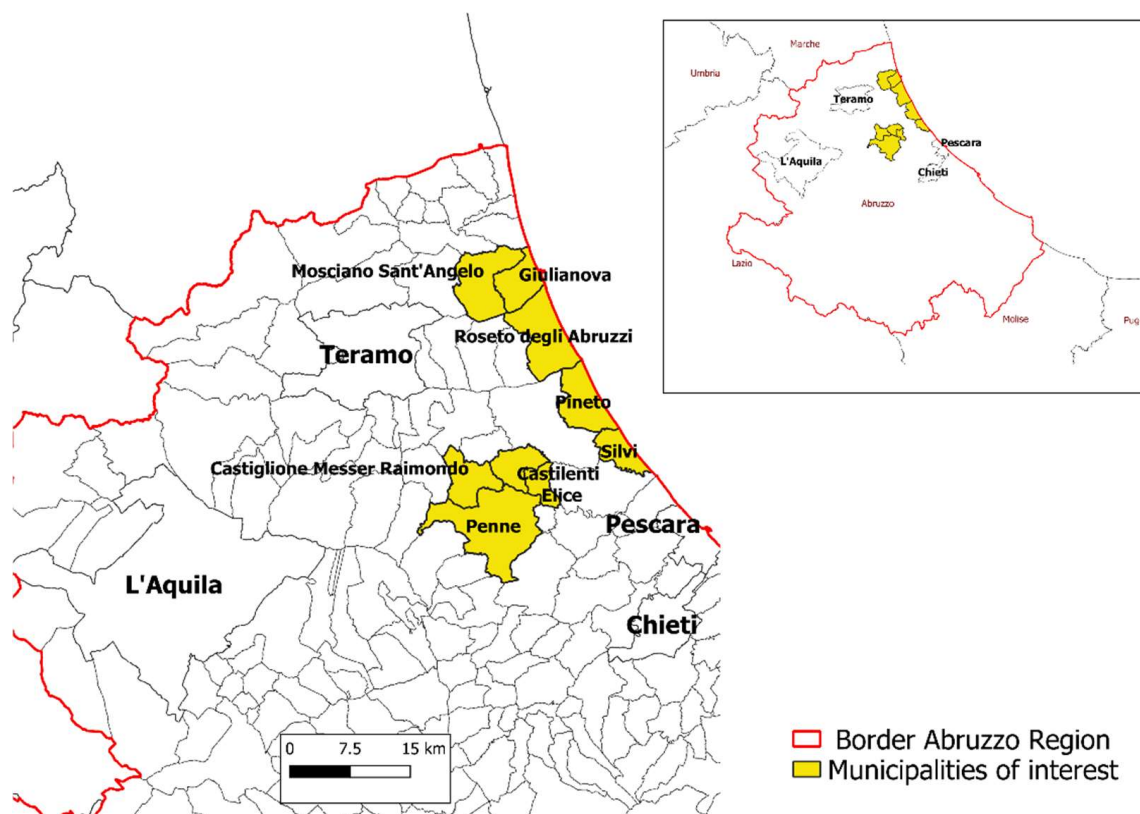 Marche
Umbria
Teramo
Pescara
L'Aquila
Chieti
Abruzzo
Lazio
Molise
Pug
Mosciano Sant'Angelo
Giulianova
Roseto degli Abruzzi
Teramo
Pineto
Silvi
Castiglione Messer Raimondo
Castilenti
Elice
Penne
Pescara
L'Aquila
Chieti
0 7.5 15 km
Border Abruzzo Region
Municipalities of interest